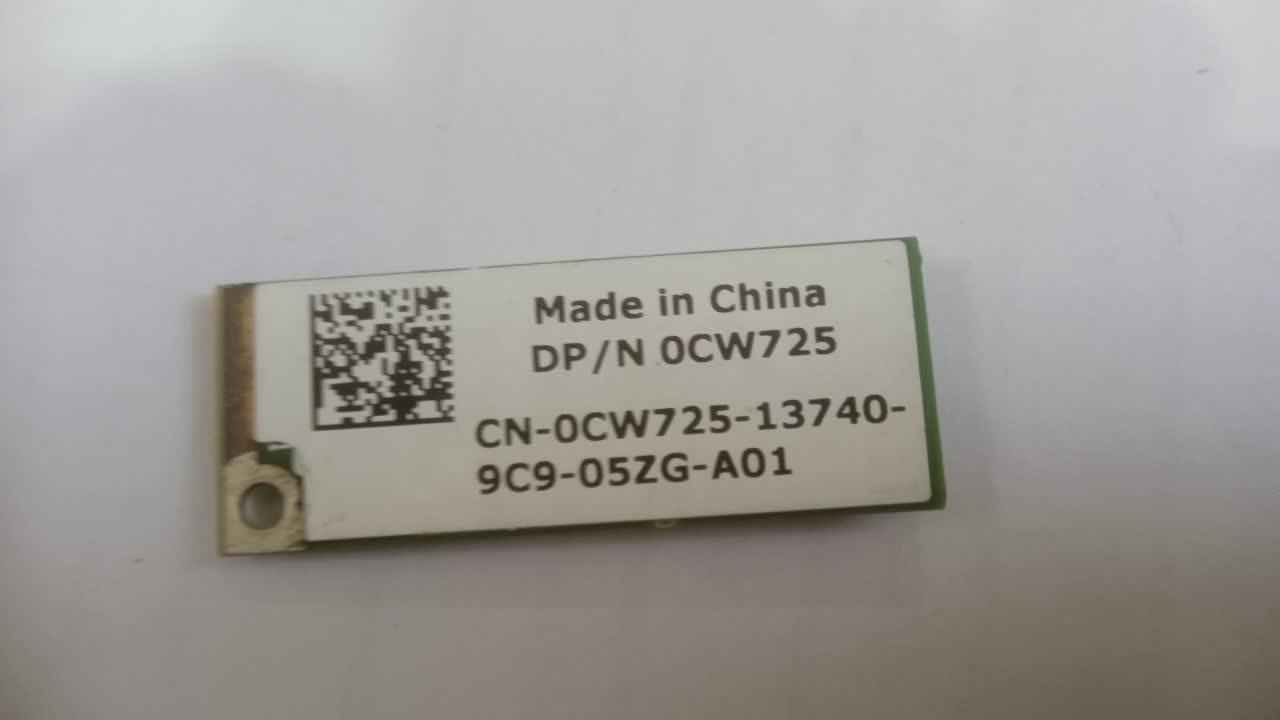 Made in China
DP/N 0CW725
CN-0CW725-13740-
9C9-05ZG-A01